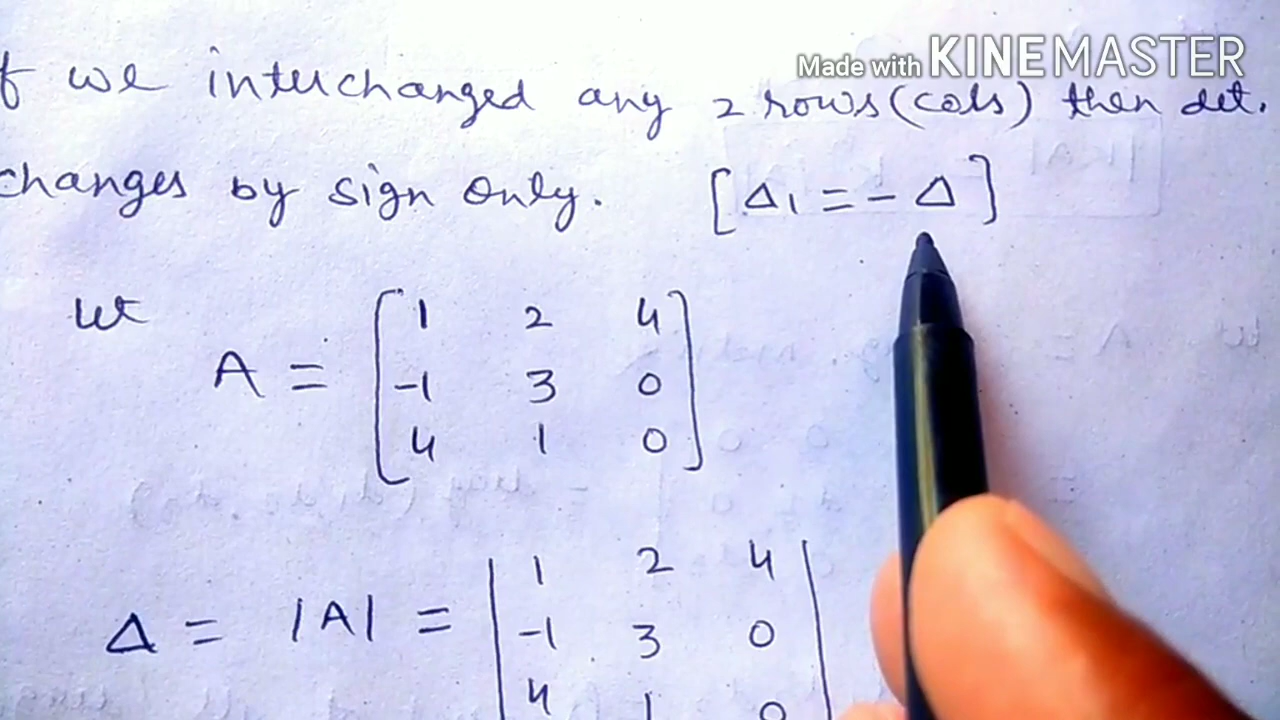 Made with KINEMASTER
f we interchanged any 2 rows (cols) then det.
changes by sign only. [Δ₁ = - Δ]
let
A = [ 1 2 4
-1 3 0
4 1 0 ]
Δ = |A| = | 1 2 4
-1 3 0
4 1 0